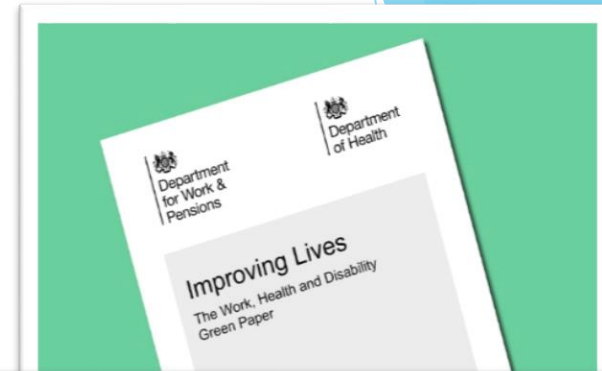 Department
for Work &
Pensions
Department
of Health
Improving Lives
The Work, Health and Disability
Green Paper